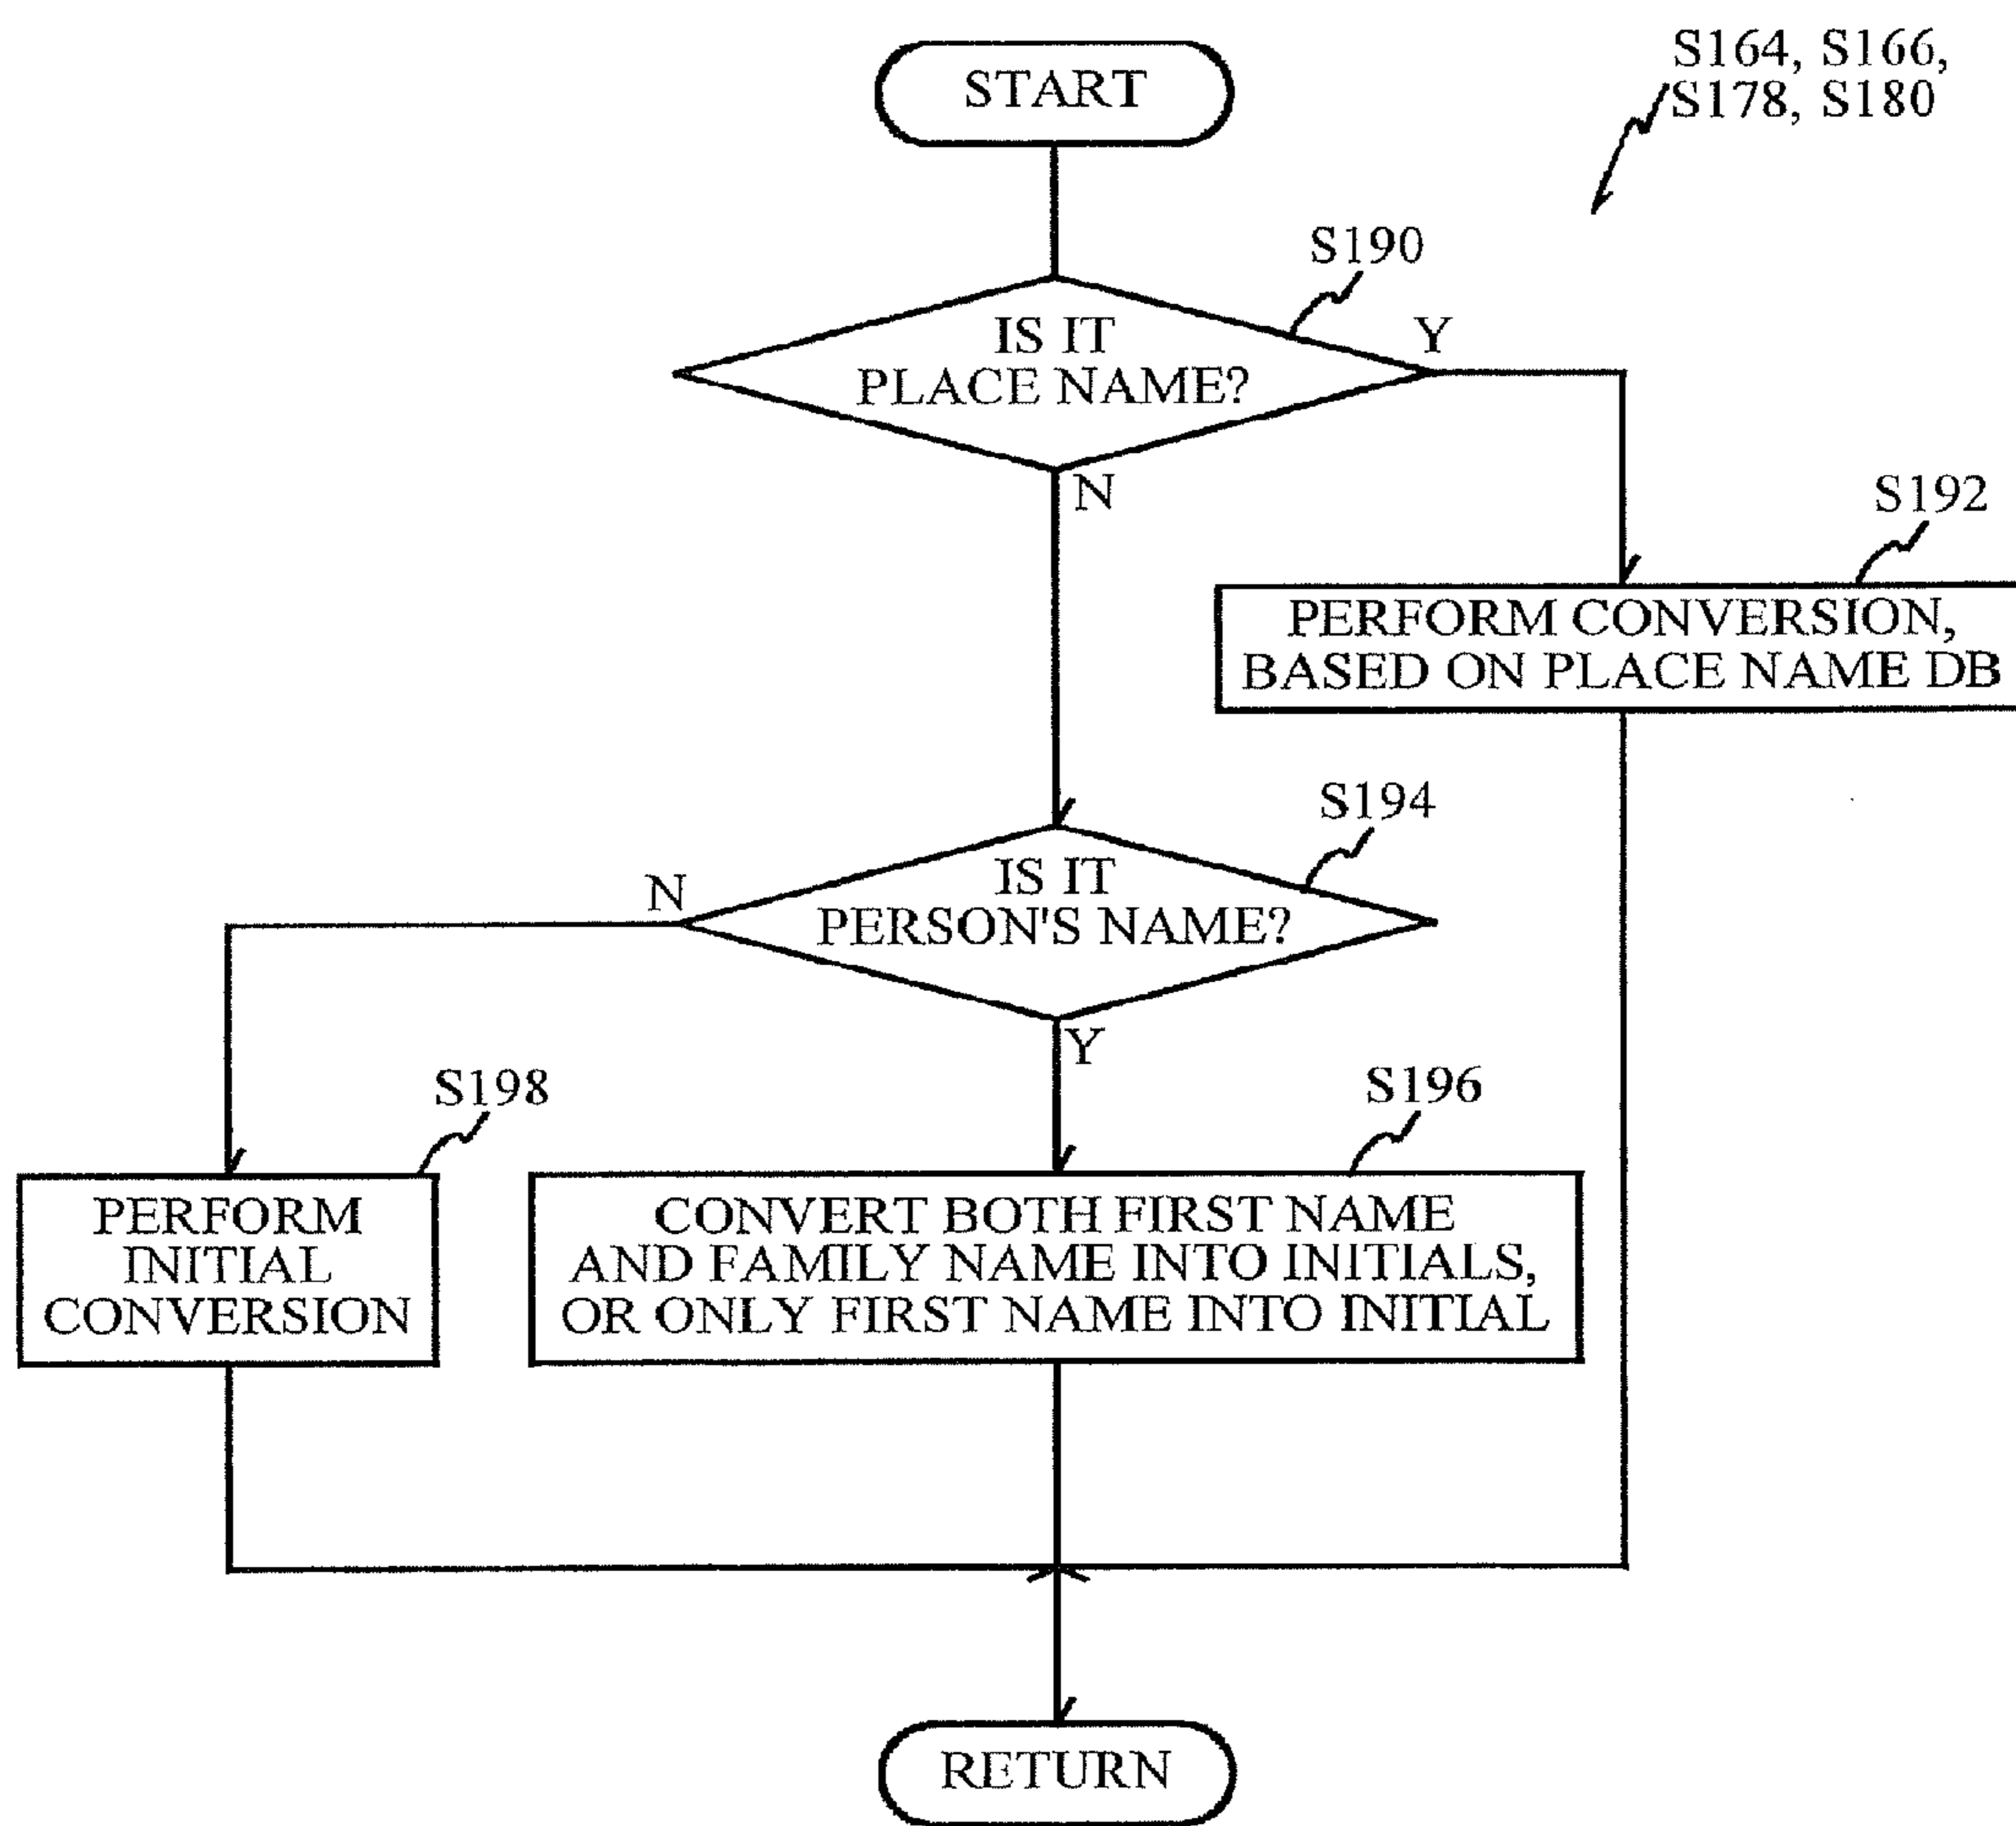 START
S164, S166,
S178, S180
S190
IS IT
PLACE NAME?
Y
N
S192
PERFORM CONVERSION,
BASED ON PLACE NAME DB
S194
IS IT
PERSON'S NAME?
N
Y
S198
S196
PERFORM
INITIAL
CONVERSION
CONVERT BOTH FIRST NAME
AND FAMILY NAME INTO INITIALS,
OR ONLY FIRST NAME INTO INITIAL
RETURN